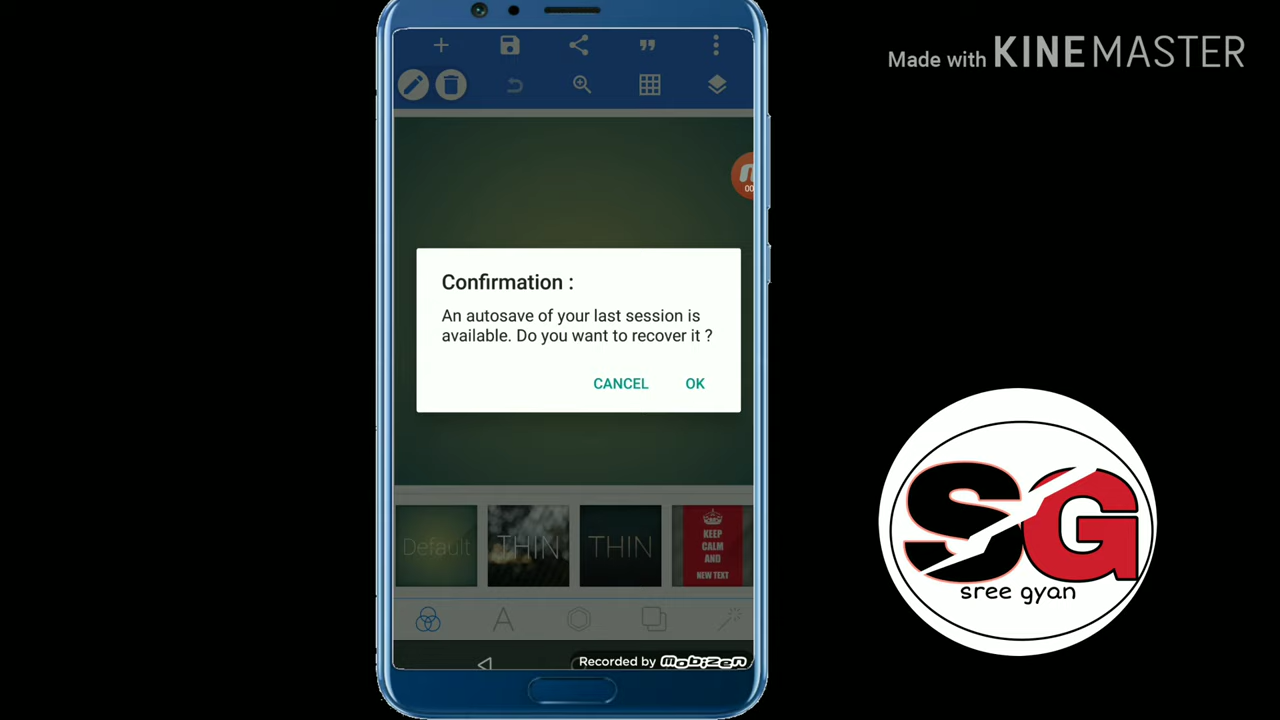 Made with KINEMASTER
00
Confirmation :
An autosave of your last session is
available. Do you want to recover it ?
CANCEL OK
Default
THIN
THIN
KEEP
CALM
AND
NEW TEXT
A
Recorded by MOBIZEN
SG
sree gyan